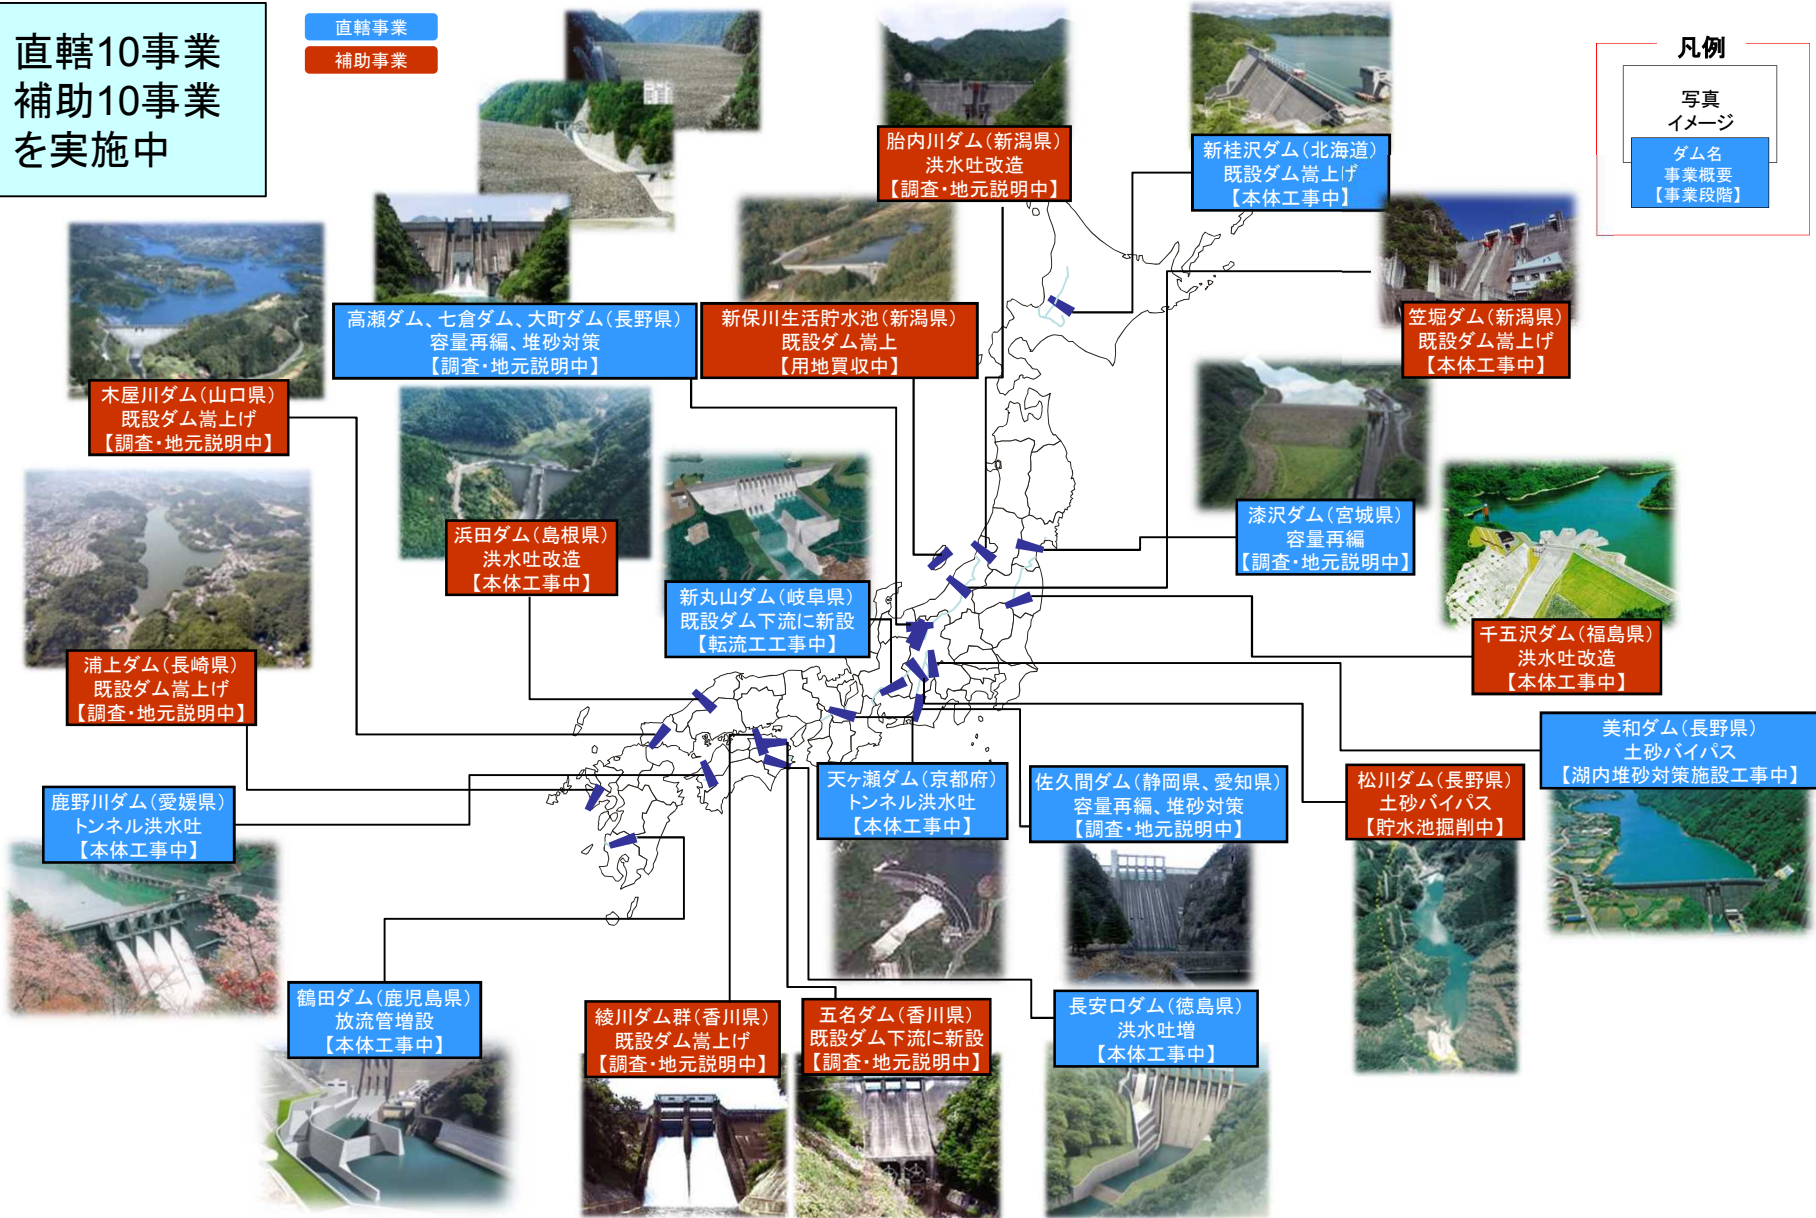 直轄10事業
補助10事業
を実施中
直轄事業
補助事業
凡例
写真
イメージ
ダム名
事業概要
【事業段階】
胎内川ダム(新潟県)
洪水吐改造
【調査・地元説明中】
新桂沢ダム(北海道)
既設ダム嵩上げ
【本体工事中】
高瀬ダム、七倉ダム、大町ダム(長野県)
容量再編、堆砂対策
【調査・地元説明中】
新保川生活貯水池(新潟県)
既設ダム嵩上
【用地買収中】
笠堀ダム(新潟県)
既設ダム嵩上げ
【本体工事中】
木屋川ダム(山口県)
既設ダム嵩上げ
【調査・地元説明中】
浜田ダム(島根県)
洪水吐改造
【本体工事中】
漆沢ダム(宮城県)
容量再編
【調査・地元説明中】
新丸山ダム(岐阜県)
既設ダム下流に新設
【転流工工事中】
千五沢ダム(福島県)
洪水吐改造
【本体工事中】
浦上ダム(長崎県)
既設ダム嵩上げ
【調査・地元説明中】
美和ダム(長野県)
土砂バイパス
【湖内堆砂対策施設工事中】
鹿野川ダム(愛媛県)
トンネル洪水吐
【本体工事中】
天ヶ瀬ダム(京都府)
トンネル洪水吐
【本体工事中】
佐久間ダム(静岡県、愛知県)
容量再編、堆砂対策
【調査・地元説明中】
松川ダム(長野県)
土砂バイパス
【貯水池掘削中】
鶴田ダム(鹿児島県)
放流管増設
【本体工事中】
綾川ダム群(香川県)
既設ダム嵩上げ
【調査・地元説明中】
五名ダム(香川県)
既設ダム下流に新設
【調査・地元説明中】
長安口ダム(徳島県)
洪水吐増
【本体工事中】